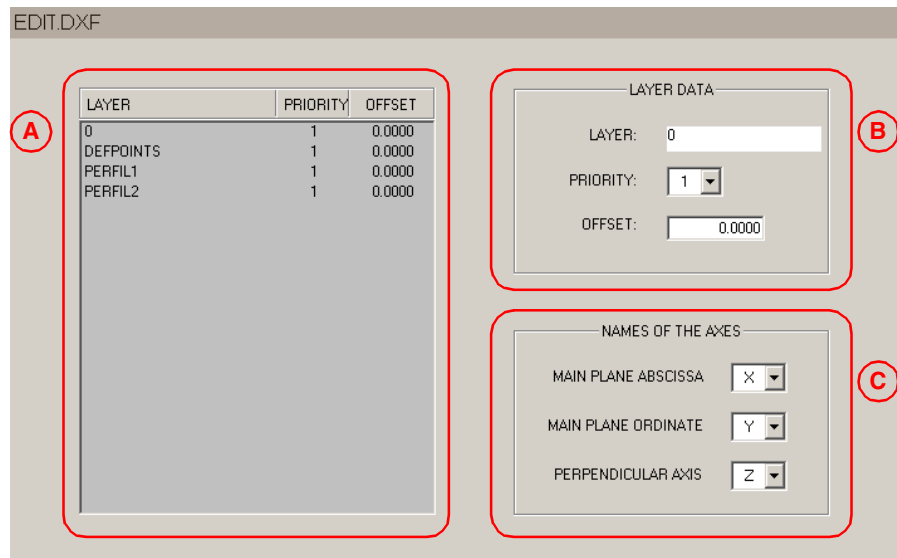 EDIT.DXF
A
LAYER PRIORITY OFFSET
0 1 0.0000
DEFPOINTS 1 0.0000
PERFIL1 1 0.0000
PERFIL2 1 0.0000
LAYER DATA
LAYER: 0
PRIORITY: 1
OFFSET: 0.0000
B
NAMES OF THE AXES
MAIN PLANE ABSCISSA X
MAIN PLANE ORDINATE Y
PERPENDICULAR AXIS Z
C